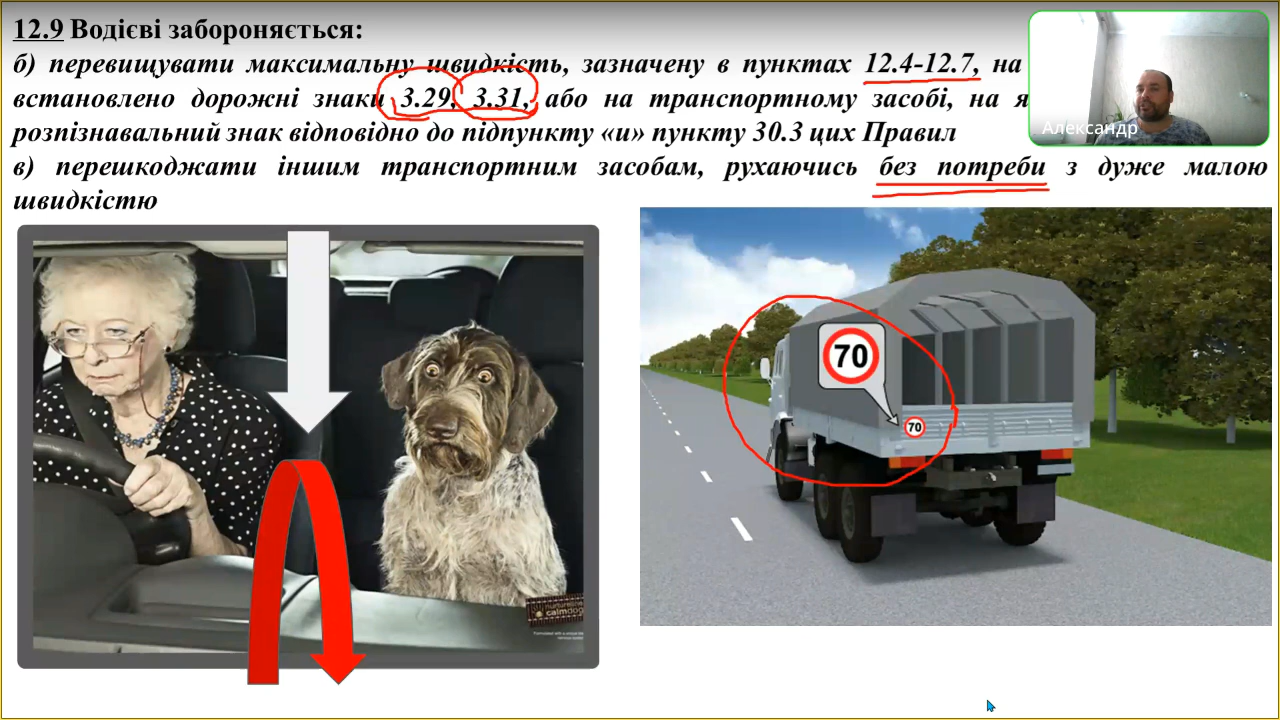 12.9 Водієві забороняється:
б) перевищувати максимальну швидкість, зазначену в пунктах 12.4-12.7, на
встановлено дорожні знаки 3.29, 3.31, або на транспортному засобі, на я
розпізнавальний знак відповідно до підпункту «и» пункту 30.3 цих Правил
в) перешкоджати іншим транспортним засобам, рухаючись без потреби з дуже малою
швидкістю
Александр
70
70
nurtureline
calmdog